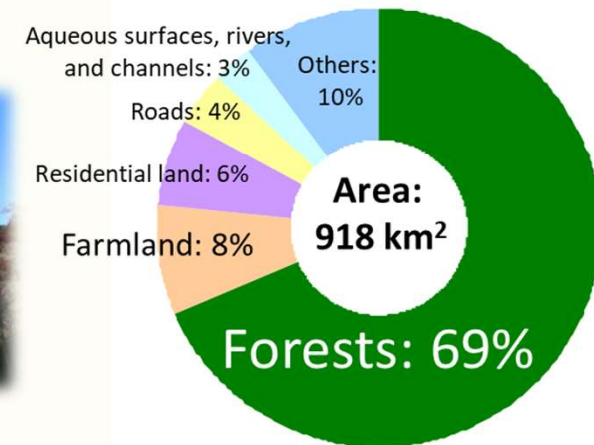 Aqueous surfaces, rivers,
and channels: 3%
Others:
10%
Roads: 4%
Residential land: 6%
Farmland: 8%
Area:
918 km²
Forests: 69%